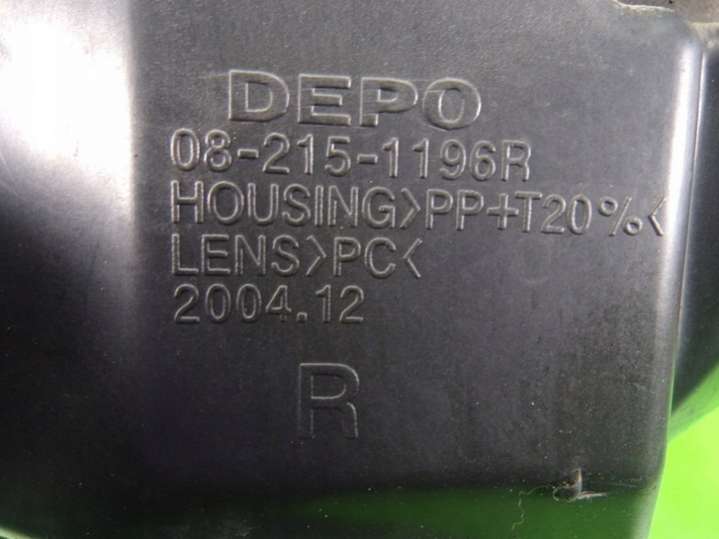 DEPO
08-215-1196R
HOUSING>PP+T20%<
LENS>PC<
2004.12
R